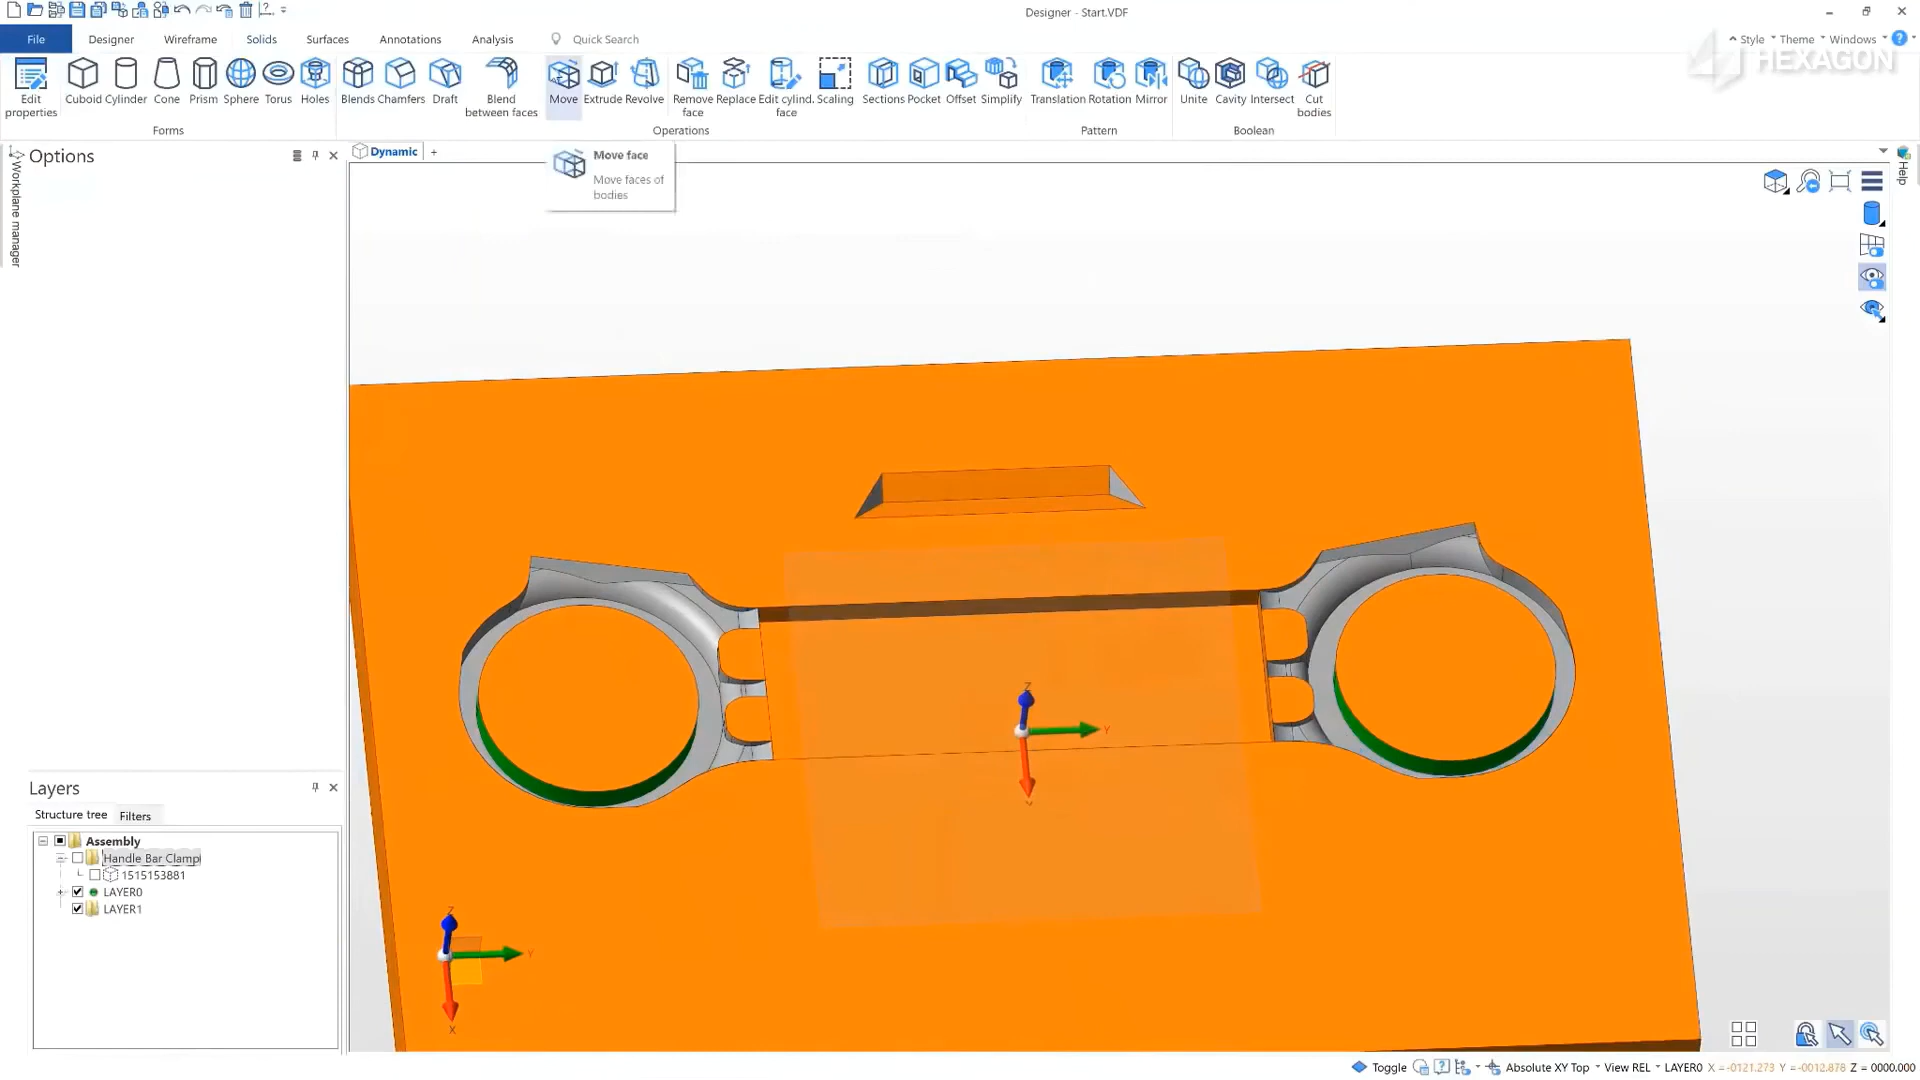 Designer - Start.VDF
File Designer Wireframe Solids Surfaces Annotations Analysis Quick Search
Style Theme Windows ?
HEXAGON
Edit properties
Cuboid Cylinder Cone Prism Sphere Torus Holes
Forms
Blends Chamfers Draft Blend between faces Move Extrude Revolve Remove face Replace Edit cylind. face Scaling Sections Pocket Offset Simplify
Operations
Translation Rotation Mirror
Pattern
Unite Cavity Intersect Cut bodies
Boolean
Workplane manager
Options
Dynamic +
Move face
Move faces of
bodies
Help
Z
Y
Layers
Structure tree Filters
Assembly
Handle Bar Clamp
1515153881
LAYER0
LAYER1
Z
Y
X
Toggle Absolute XY Top View REL LAYER0 X =-0121.273 Y =-0012.878 Z = 0000.000